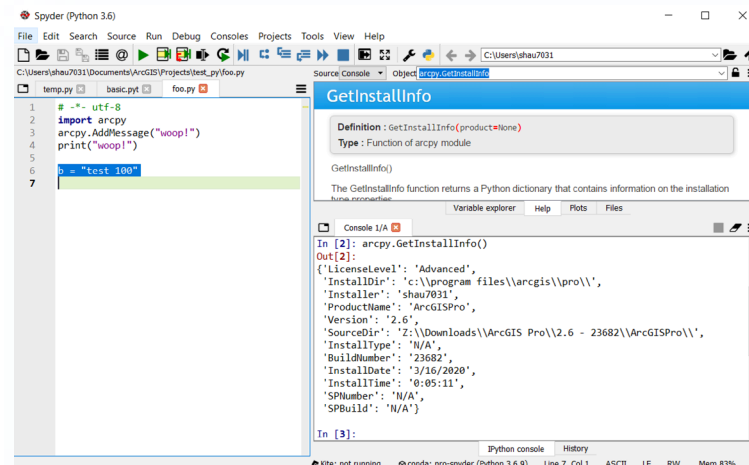 Spyder (Python 3.6)
File Edit Search Source Run Debug Consoles Projects Tools View Help
C:\Users\shau7031
C:\Users\shau7031\Documents\ArcGIS\Projects\test_py\foo.py
temp.py basic.pyt foo.py
1 # -*- utf-8
2 import arcpy
3 arcpy.AddMessage("woop!")
4 print("woop!")
5
6 b = "test 100"
7
Source Console Object arcpy.GetInstallInfo
GetInstallInfo
Definition : GetInstallInfo(product=None)
Type : Function of arcpy module
GetInstallInfo()
The GetInstallInfo function returns a Python dictionary that contains information on the installation
type properties
Variable explorer Help Plots Files
Console 1/A
In [2]: arcpy.GetInstallInfo()
Out[2]:
{'LicenseLevel': 'Advanced',
'InstallDir': 'c:\\program files\\arcgis\\pro\\',
'Installer': 'shau7031',
'ProductName': 'ArcGISPro',
'Version': '2.6',
'SourceDir': 'Z:\\Downloads\\ArcGIS Pro\\2.6 - 23682\\ArcGISPro\\',
'InstallType': 'N/A',
'BuildNumber': '23682',
'InstallDate': '3/16/2020',
'InstallTime': '0:05:11',
'SPNumber': 'N/A',
'SPBuild': 'N/A'}
In [3]:
IPython console History
Kite: not running conda: pro-spyder (Python 3.6.9) Line 7, Col 1 ASCII LF RW Mem 83%